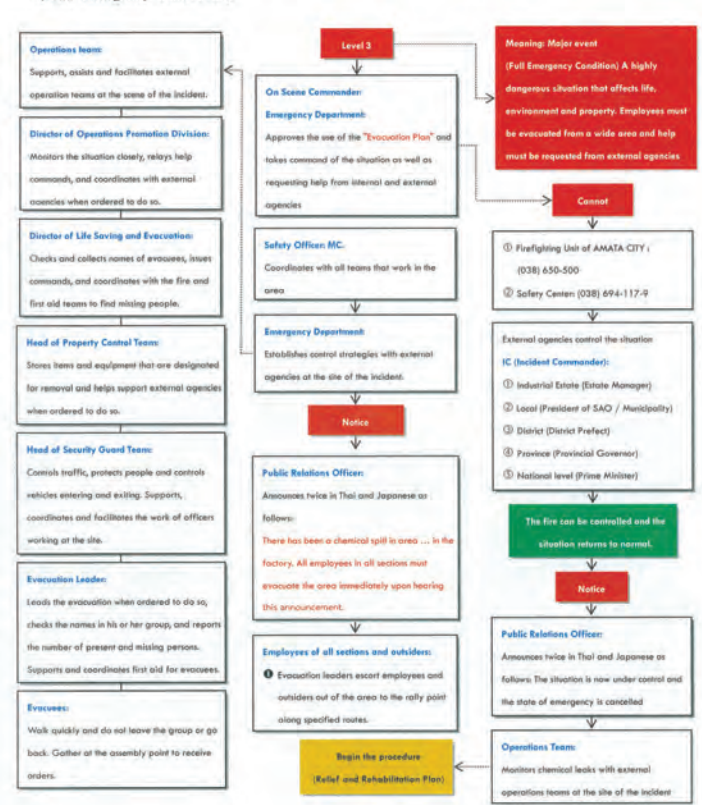 Operations team:
Supports, assists and facilitates external
operation teams at the scene of the incident.
Director of Operations Promotion Division:
Monitors the situation closely, relays help
commands, and coordinates with external
agencies when ordered to do so.
Director of Life Saving and Evacuation:
Checks and collects names of evacuees, issues
commands, and coordinates with the fire and
first aid teams to find missing people.
Head of Property Control Team:
Stores items and equipment that are designated
for removal and helps support external agencies
when ordered to do so.
Head of Security Guard Team:
Controls traffic, protects people and controls
vehicles entering and exiting. Supports,
coordinates and facilitates the work of officers
working at the site.
Evacuation Leader:
Leads the evacuation when ordered to do so,
checks the names in his or her group, and reports
the number of present and missing persons.
Supports and coordinates first aid for evacuees.
Evacuees:
Walk quickly and do not leave the group or go
back. Gather at the assembly point to receive
orders.
Level 3
On Scene Commander:
Emergency Department:
Approves the use of the "Evacuation Plan" and
takes command of the situation as well as
requesting help from internal and external
agencies
Safety Officer: MC.
Coordinates with all teams that work in the
area
Emergency Department:
Establishes control strategies with external
agencies at the site of the incident.
Notice
Public Relations Officer:
Announces twice in Thai and Japanese as
follows:
There has been a chemical spill in area ... in the
factory. All employees in all sections must
evacuate the area immediately upon hearing
this announcement.
Employees of all sections and outsiders:
❶ Evacuation leaders escort employees and
outsiders out of the area to the rally point
along specified routes.
Begin the procedure
(Relief and Rehabilitation Plan)
Meaning: Major event
(Full Emergency Condition) A highly
dangerous situation that affects life,
environment and property. Employees must
be evacuated from a wide area and help
must be requested from external agencies
Cannot
① Firefighting Unit of AMATA CITY :
(038) 650-500
② Safety Center: (038) 694-117-9
External agencies control the situation
IC (Incident Commander):
① Industrial Estate (Estate Manager)
② Local (President of SAO / Municipality)
③ District (District Prefect)
④ Province (Provincial Governor)
⑤ National level (Prime Minister)
The fire can be controlled and the
situation returns to normal.
Notice
Public Relations Officer:
Announces twice in Thai and Japanese as
follows: The situation is now under control and
the state of emergency is cancelled
Operations Team:
Monitors chemical leaks with external
operations teams at the site of the incident